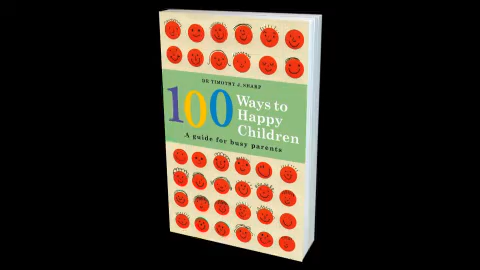 DR TIMOTHY J. SHARP
100 Ways to
Happy
Children
A guide for busy parents